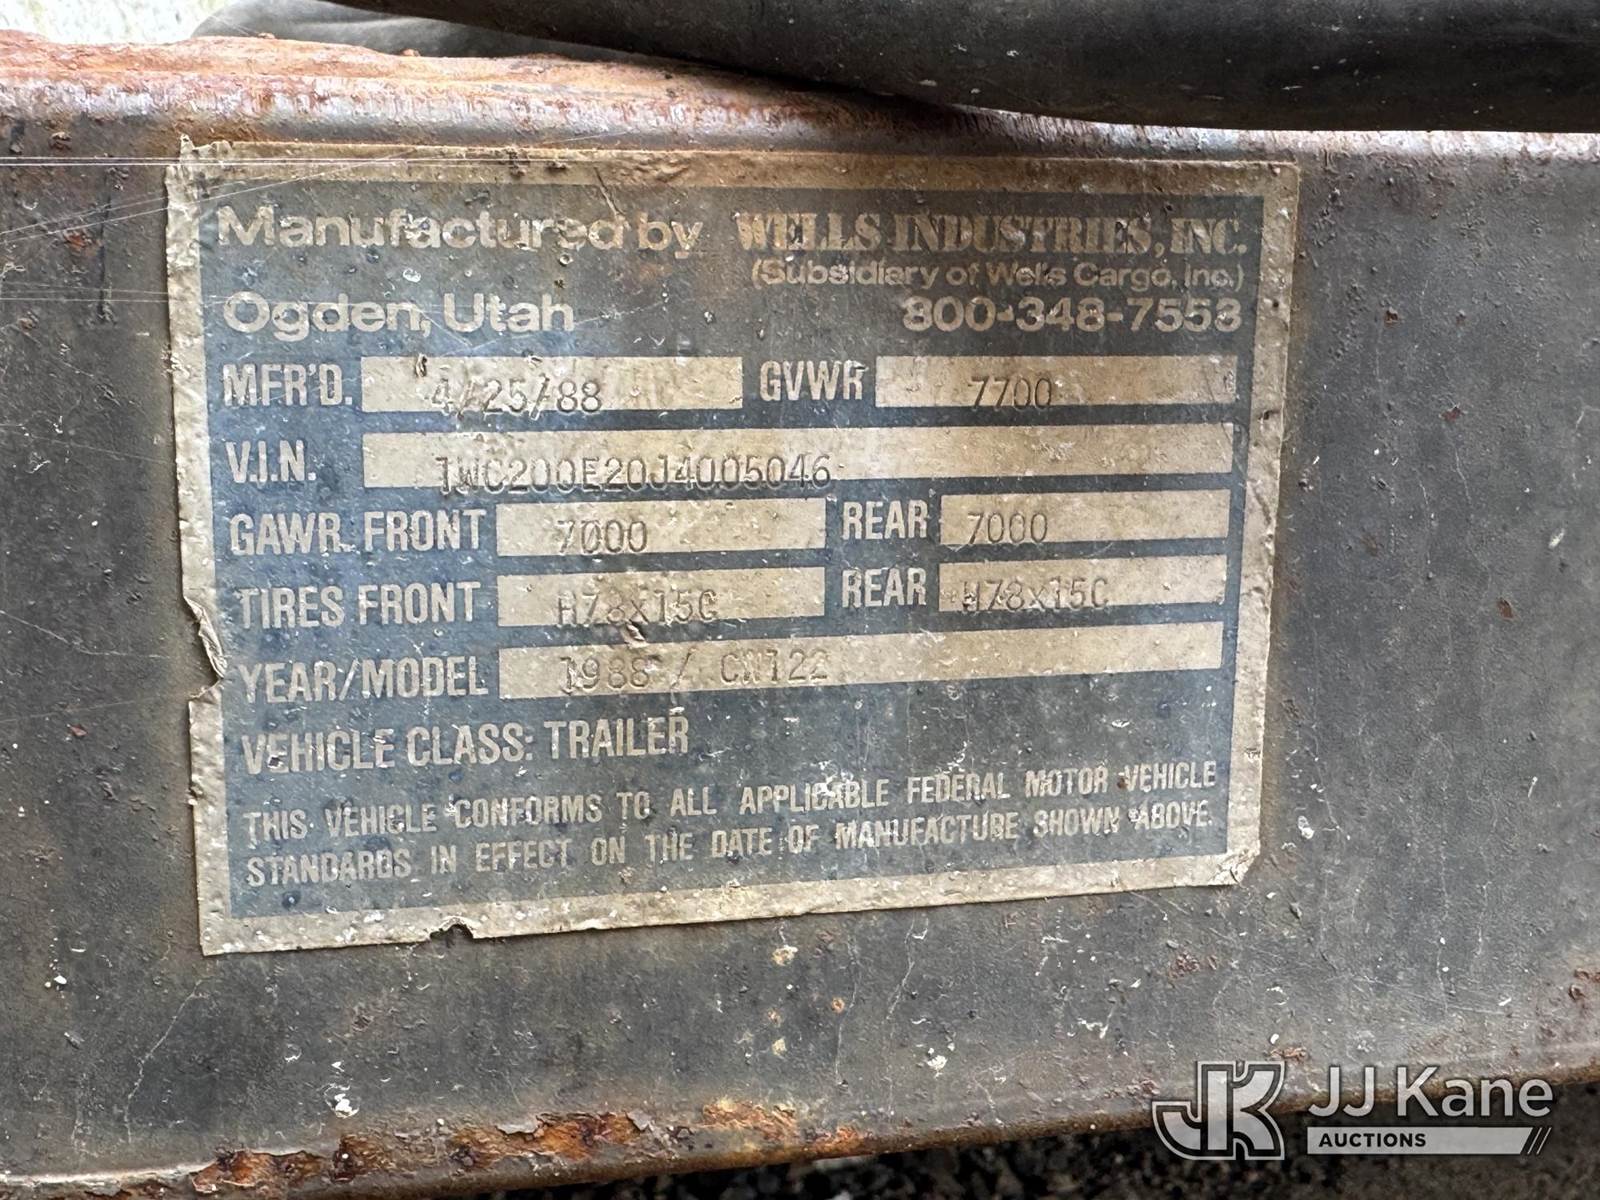 Manufactured by WELLS INDUSTRIES, INC.
(Subsidiary of Wells Cargo, Inc.)
Ogden, Utah 800-348-7553
MFR'D. 4/25/88 GVWR 7700
V.I.N. 1WC200E20J4005046
GAWR FRONT 7000 REAR 7000
TIRES FRONT H78x15C REAR H78x15C
YEAR/MODEL 1988 / CW122
VEHICLE CLASS: TRAILER
THIS VEHICLE CONFORMS TO ALL APPLICABLE FEDERAL MOTOR VEHICLE
STANDARDS IN EFFECT ON THE DATE OF MANUFACTURE SHOWN ABOVE.
JK JJ Kane
AUCTIONS